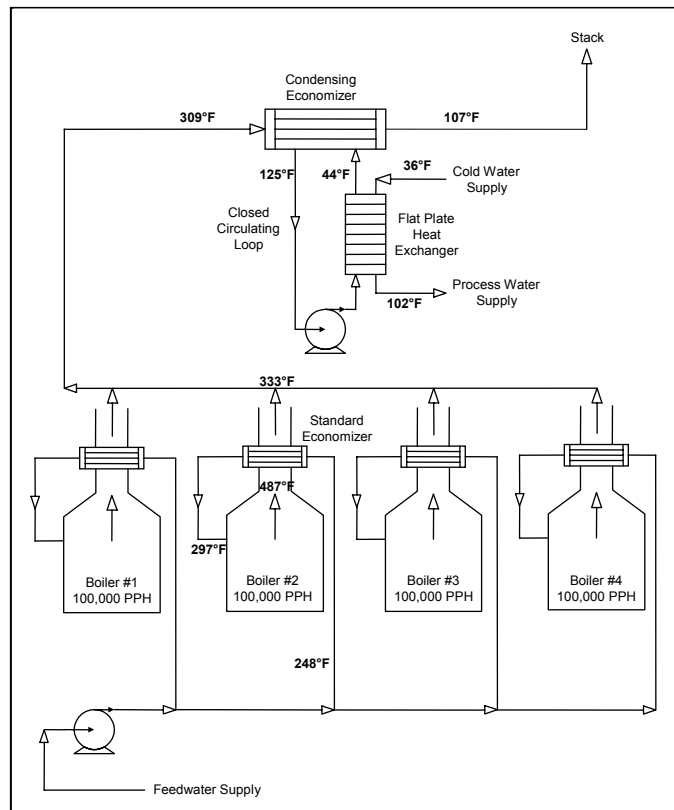 Stack
Condensing
Economizer
309°F
107°F
125°F
44°F
36°F
Cold Water
Supply
Closed
Circulating
Loop
Flat Plate
Heat
Exchanger
Process Water
Supply
102°F
333°F
Standard
Economizer
487°F
297°F
Boiler #1
100,000 PPH
Boiler #2
100,000 PPH
Boiler #3
100,000 PPH
Boiler #4
100,000 PPH
248°F
Feedwater Supply